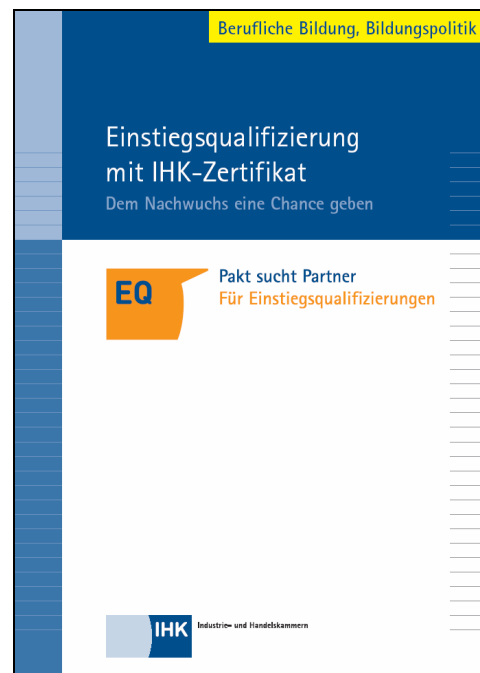 Berufliche Bildung, Bildungspolitik
Einstiegsqualifizierung
mit IHK-Zertifikat
Dem Nachwuchs eine Chance geben
EQ
Pakt sucht Partner
Für Einstiegsqualifizierungen
IHK
Industrie- und Handelskammern